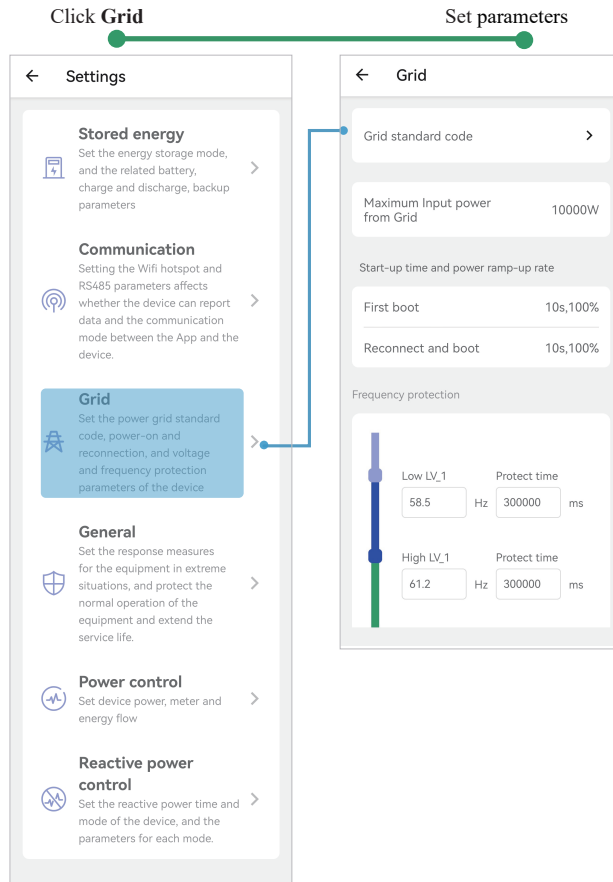 Click Grid
Set parameters
Settings
Stored energy
Set the energy storage mode,
and the related battery,
charge and discharge, backup
parameters
Communication
Setting the Wifi hotspot and
RS485 parameters affects
whether the device can report
data and the communication
mode between the App and the
device.
Grid
Set the power grid standard
code, power-on and
reconnection, and voltage
and frequency protection
parameters of the device
General
Set the response measures
for the equipment in extreme
situations, and protect the
normal operation of the
equipment and extend the
service life.
Power control
Set device power, meter and
energy flow
Reactive power
control
Set the reactive power time and
mode of the device, and the
parameters for each mode.
Grid
Grid standard code
Maximum Input power
from Grid
10000W
Start-up time and power ramp-up rate
First boot 10s,100%
Reconnect and boot 10s,100%
Frequency protection
Low LV_1 Protect time
58.5 Hz 300000 ms
High LV_1 Protect time
61.2 Hz 300000 ms